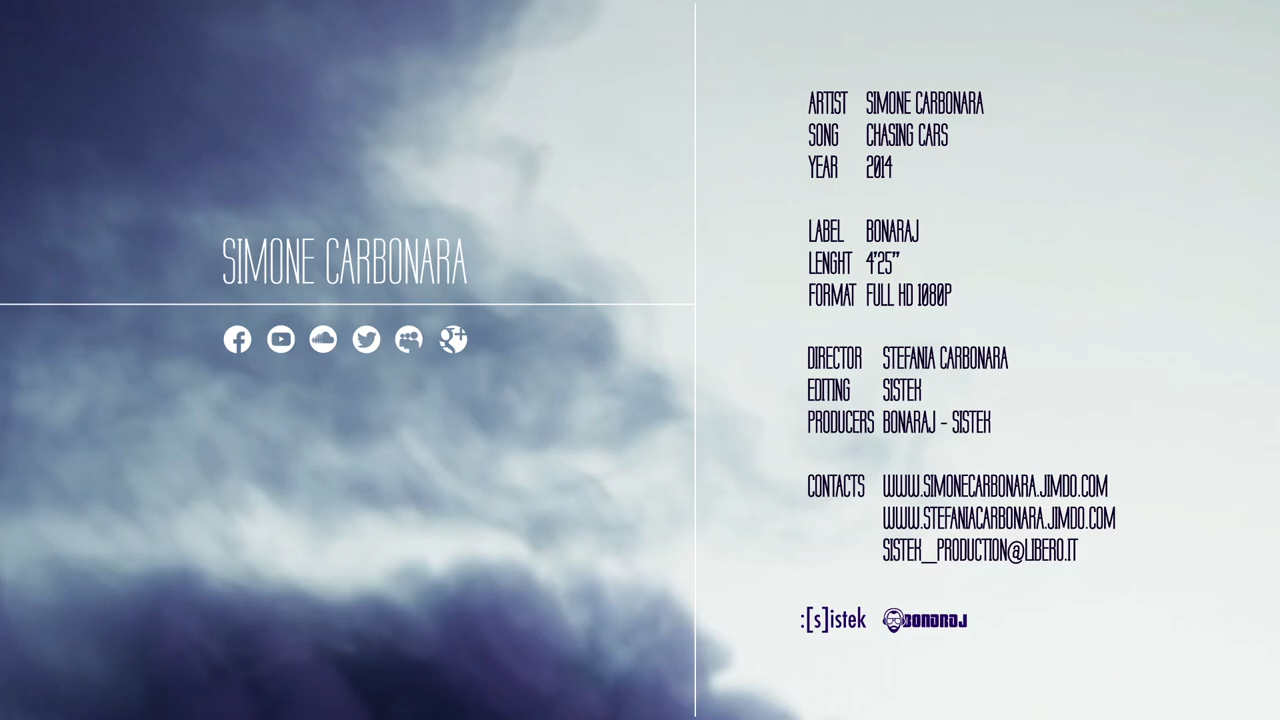 SIMONE CARBONARA
ARTIST SIMONE CARBONARA
SONG CHASING CARS
YEAR 2014
LABEL BONARAJ
LENGHT 4'25"
FORMAT FULL HD 1080P
DIRECTOR STEFANIA CARBONARA
EDITING SISTEK
PRODUCERS BONARAJ - SISTEK
CONTACTS WWW.SIMONECARBONARA.JIMDO.COM
WWW.STEFANIACARBONARA.JIMDO.COM
SISTEK_PRODUCTION@LIBERO.IT
:[s]istek BONARAJ